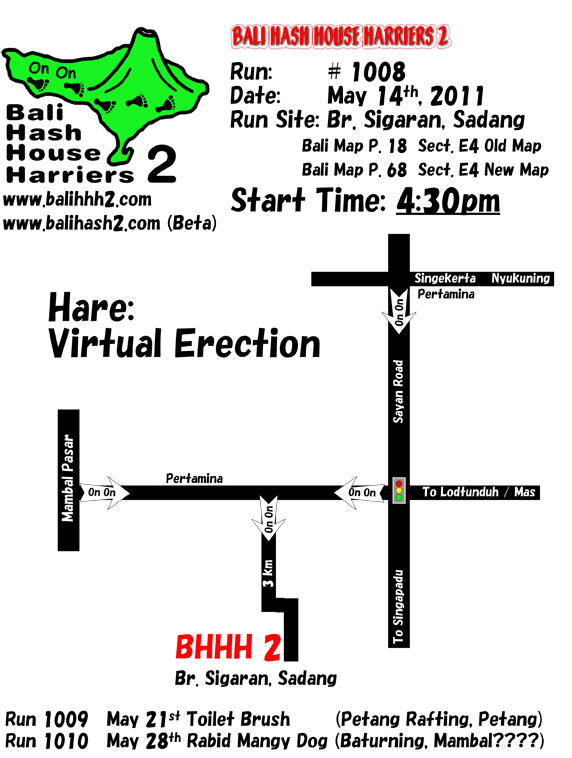 BALI HASH HOUSE HARRIERS 2
On On
Bali
Hash
House
Harriers 2
www.balihhh2.com
www.balihash2.com (Beta)
Run: # 1008
Date: May 14th, 2011
Run Site: Br. Sigaran, Sadang
Bali Map P. 18 Sect. E4 Old Map
Bali Map P. 68 Sect. E4 New Map
Start Time: 4:30pm
Hare:
Virtual Erection
Singekerta Nyukuning
Pertamina
On On
Sayan Road
Mambal Pasar
On On
Pertamina
On On
To Lodtunduh / Mas
On On
3 km
To Singapadu
BHHH 2
Br. Sigaran, Sadang
Run 1009 May 21st Toilet Brush (Petang Rafting, Petang)
Run 1010 May 28th Rabid Mangy Dog (Baturning, Mambal????)